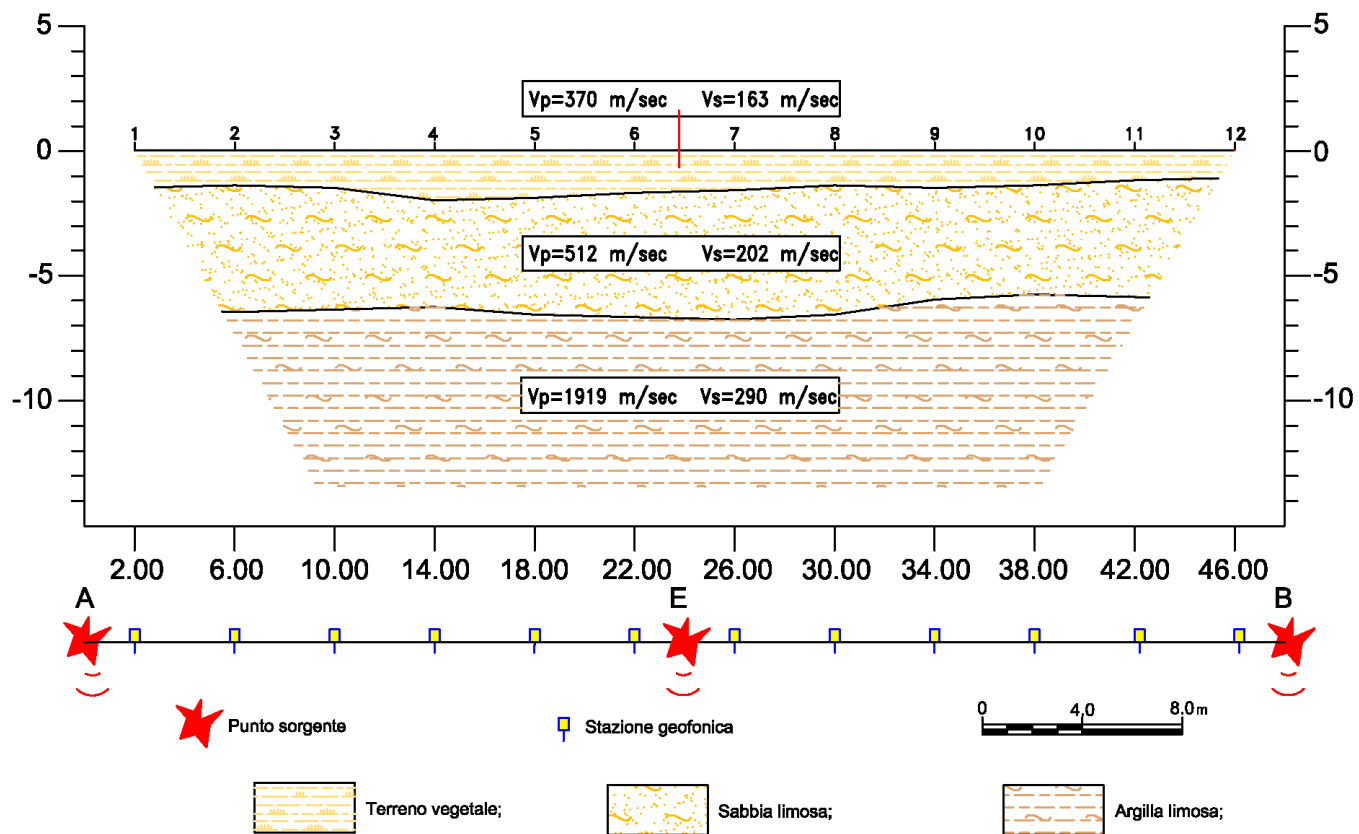 5
5
Vp=370 m/sec Vs=163 m/sec
1 2 3 4 5 6 7 8 9 10 11 12
0
0
Vp=512 m/sec Vs=202 m/sec
-5
-5
Vp=1919 m/sec Vs=290 m/sec
-10
-10
2.00 6.00 10.00 14.00 18.00 22.00 26.00 30.00 34.00 38.00 42.00 46.00
A E B
Punto sorgente
Stazione geofonica
0 4,0 8.0 m
Terreno vegetale;
Sabbia limosa;
Argilla limosa;